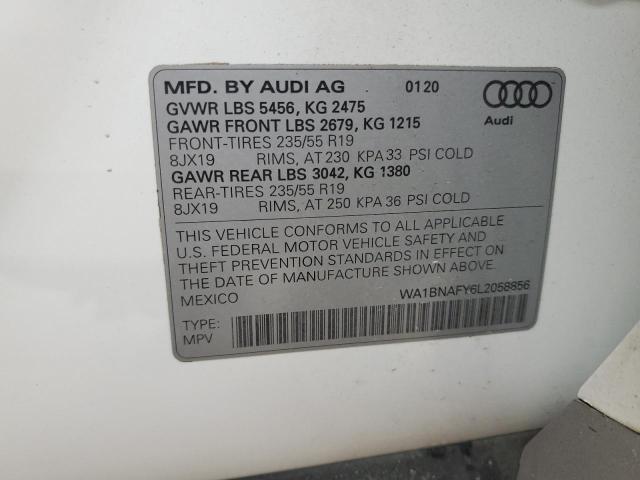 MFD. BY AUDI AG 01 20
GVWR LBS 5456, KG 2475
GAWR FRONT LBS 2679, KG 1215
FRONT-TIRES 235/55 R19
8JX19 RIMS, AT 230 KPA 33 PSI COLD
GAWR REAR LBS 3042, KG 1380
REAR-TIRES 235/55 R19
8JX19 RIMS, AT 250 KPA 36 PSI COLD
Audi
THIS VEHICLE CONFORMS TO ALL APPLICABLE
U.S. FEDERAL MOTOR VEHICLE SAFETY AND
THEFT PREVENTION STANDARDS IN EFFECT ON
THE DATE OF MANUFACTURE SHOWN ABOVE.
MEXICO WA1BNAFY6L2058856
TYPE:
MPV